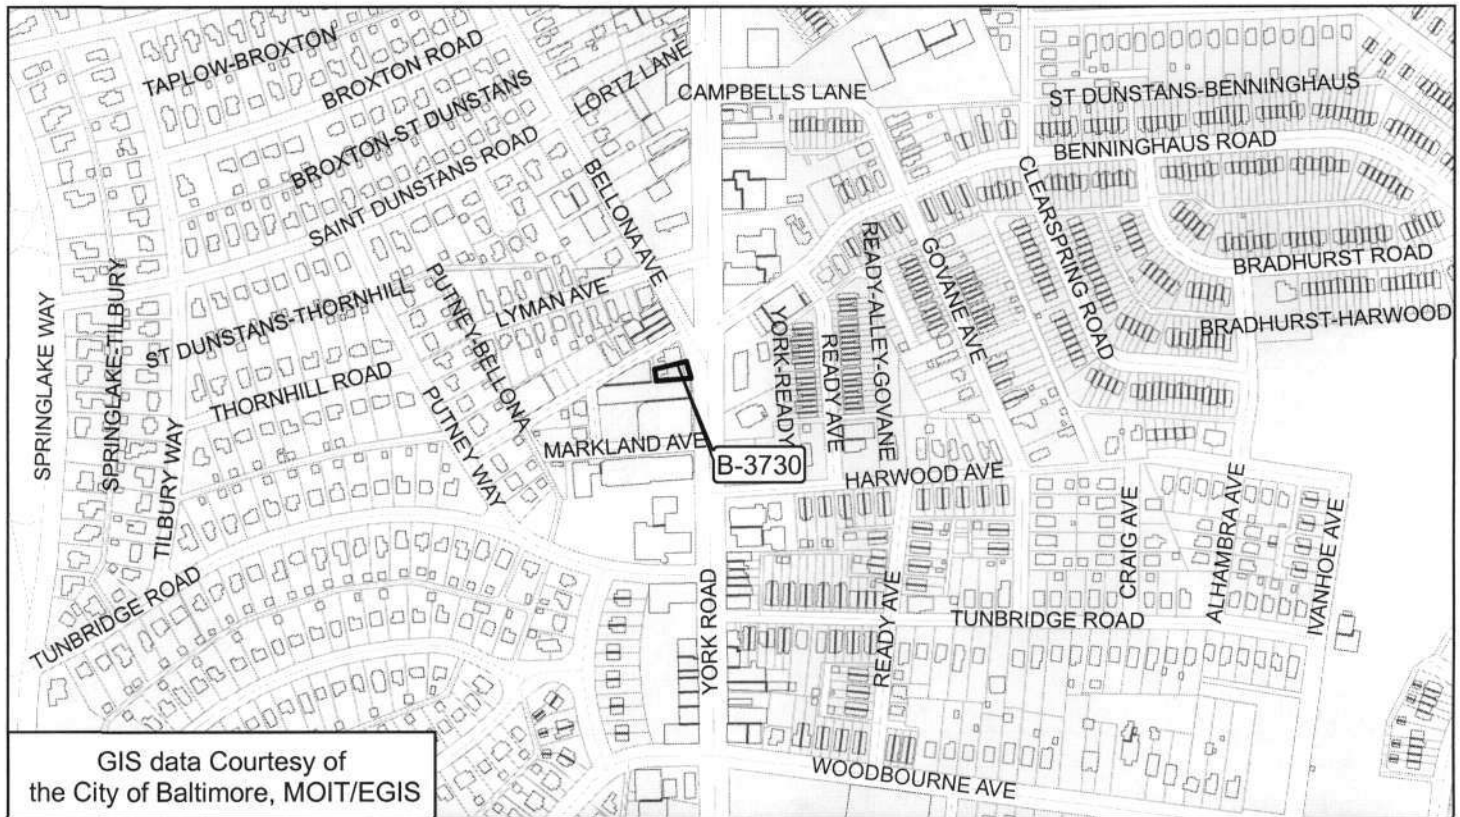 TAPLOW-BROXTON
BROXTON ROAD
BROXTON-ST DUNSTANS
SAINT DUNSTANS ROAD
LORTZ LANE
CAMPBELLS LANE
ST DUNSTANS-BENNINGHAUS
BENNINGHAUS ROAD
BELLONA AVE
CLEARSPRING ROAD
BRADHURST ROAD
BRADHURST-HARWOOD
READY-ALLEY-GOVANE
GOVANE AVE
SPRINGLAKE WAY
SPRINGLAKE-TILBURY
ST DUNSTANS-THORNHILL
PUTNEY-BELLONA
LYMAN AVE
YORK-READY
READY AVE
THORNHILL ROAD
TILBURY WAY
PUTNEY WAY
MARKLAND AVE
B-3730
HARWOOD AVE
CRAIG AVE
ALHAMBRA AVE
IVANHOE AVE
TUNBRIDGE ROAD
YORK ROAD
READY AVE
TUNBRIDGE ROAD
WOODBOURNE AVE
GIS data Courtesy of
the City of Baltimore, MOIT/EGIS